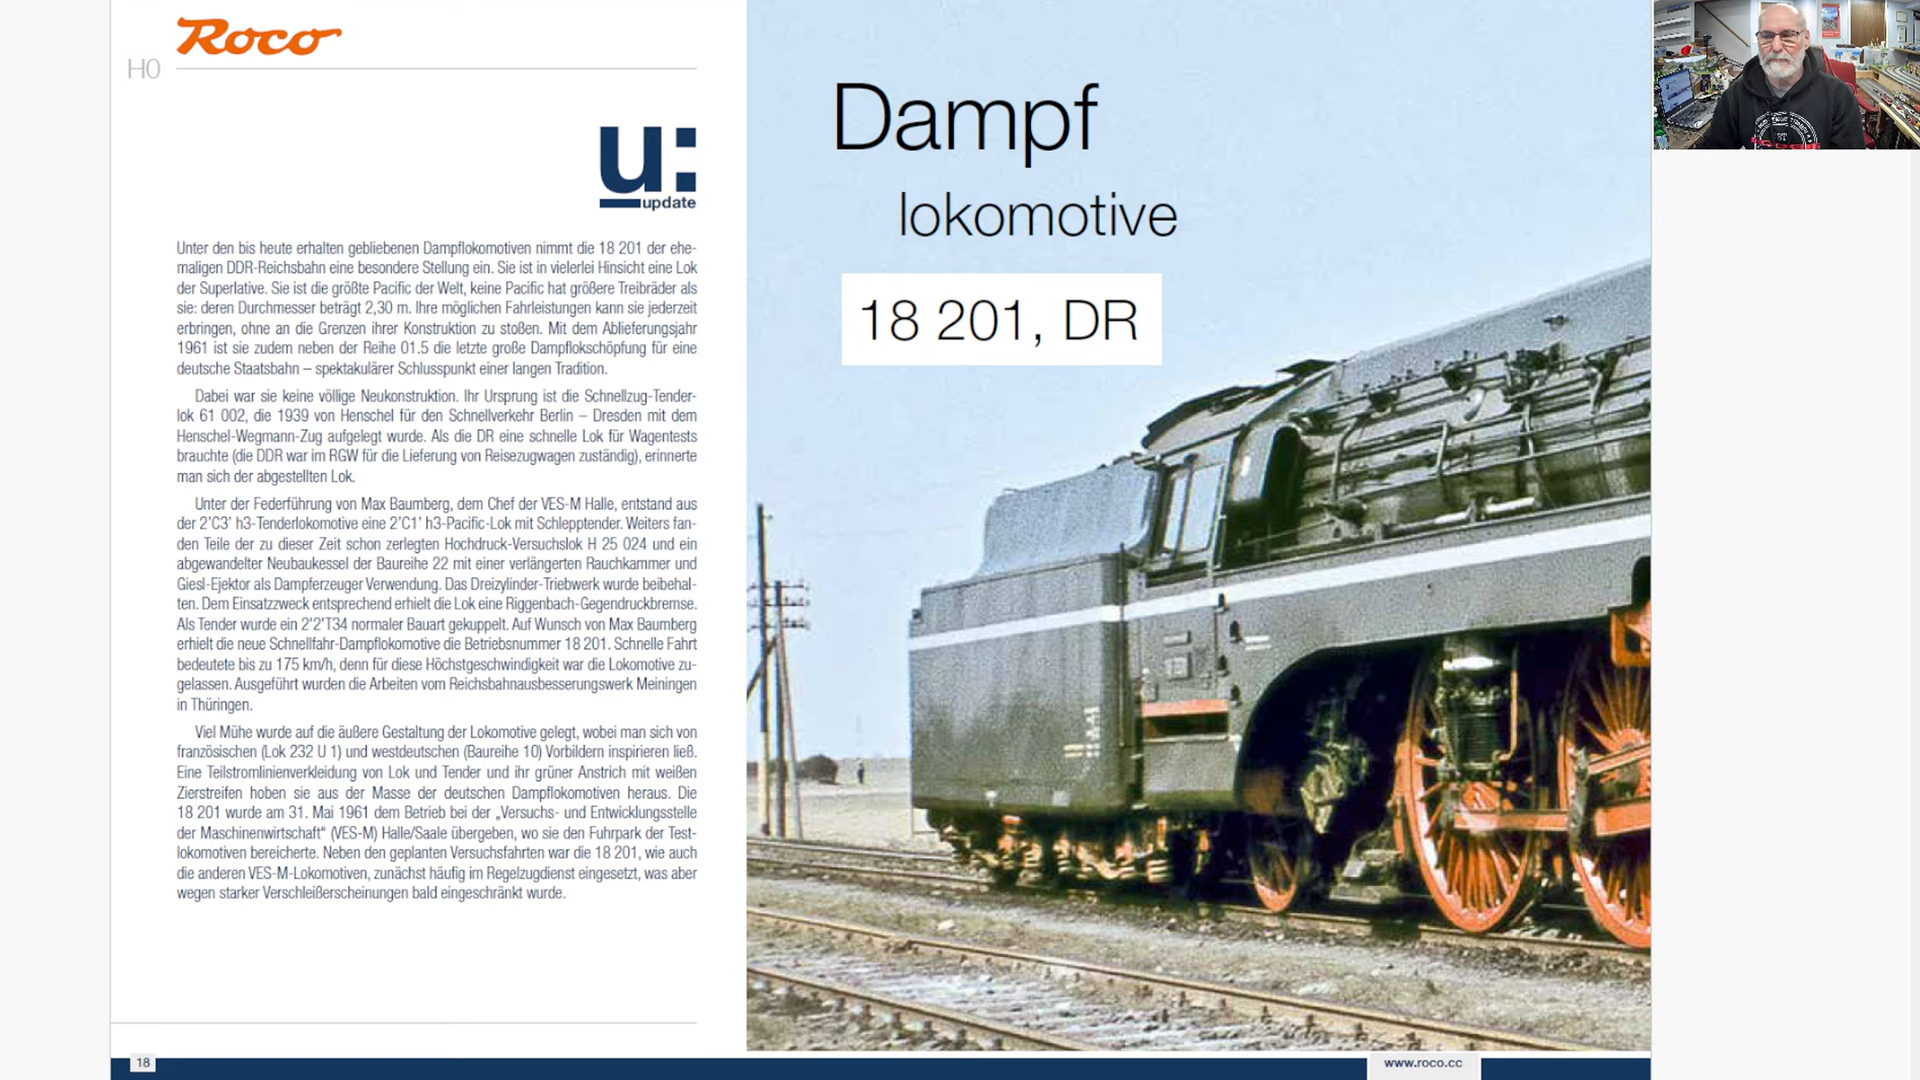 Roco
H0
u:
update
Unter den bis heute erhalten gebliebenen Dampflokomotiven nimmt die 18 201 der ehe-
maligen DDR-Reichsbahn eine besondere Stellung ein. Sie ist in vielerlei Hinsicht eine Lok
der Superlative. Sie ist die größte Pacific der Welt, keine Pacific hat größere Treibräder als
sie: deren Durchmesser beträgt 2,30 m. Ihre möglichen Fahrleistungen kann sie jederzeit
erbringen, ohne an die Grenzen ihrer Konstruktion zu stoßen. Mit dem Ablieferungsjahr
1961 ist sie zudem neben der Reihe 01.5 die letzte große Dampflokschöpfung für eine
deutsche Staatsbahn – spektakulärer Schlusspunkt einer langen Tradition.
Dabei war sie keine völlige Neukonstruktion. Ihr Ursprung ist die Schnellzug-Tender-
lok 61 002, die 1939 von Henschel für den Schnellverkehr Berlin – Dresden mit dem
Henschel-Wegmann-Zug aufgelegt wurde. Als die DR eine schnelle Lok für Wagentests
brauchte (die DDR war im RGW für die Lieferung von Reisezugwagen zuständig), erinnerte
man sich der abgestellten Lok.
Unter der Federführung von Max Baumberg, dem Chef der VES-M Halle, entstand aus
der 2'C3' h3-Tenderlokomotive eine 2'C1' h3-Pacific-Lok mit Schlepptender. Weiters fan-
den Teile der zu dieser Zeit schon zerlegten Hochdruck-Versuchslok H 25 024 und ein
abgewandelter Neubaukessel der Baureihe 22 mit einer verlängerten Rauchkammer und
Giesl-Ejektor als Dampferzeuger Verwendung. Das Dreizylinder-Triebwerk wurde beibehal-
ten. Dem Einsatzzweck entsprechend erhielt die Lok eine Riggenbach-Gegendruckbremse.
Als Tender wurde ein 2'2'T34 normaler Bauart gekuppelt. Auf Wunsch von Max Baumberg
erhielt die neue Schnellfahr-Dampflokomotive die Betriebsnummer 18 201. Schnelle Fahrt
bedeutete bis zu 175 km/h, denn für diese Höchstgeschwindigkeit war die Lokomotive zu-
gelassen. Ausgeführt wurden die Arbeiten vom Reichsbahnausbesserungswerk Meiningen
in Thüringen.
Viel Mühe wurde auf die äußere Gestaltung der Lokomotive gelegt, wobei man sich von
französischen (Lok 232 U 1) und westdeutschen (Baureihe 10) Vorbildern inspirieren ließ.
Eine Teilstromlinienverkleidung von Lok und Tender und ihr grüner Anstrich mit weißen
Zierstreifen hoben sie aus der Masse der deutschen Dampflokomotiven heraus. Die
18 201 wurde am 31. Mai 1961 dem Betrieb bei der „Versuchs- und Entwicklungsstelle
der Maschinenwirtschaft“ (VES-M) Halle/Saale übergeben, wo sie den Fuhrpark der Test-
lokomotiven bereicherte. Neben den geplanten Versuchsfahrten war die 18 201, wie auch
die anderen VES-M-Lokomotiven, zunächst häufig im Regelzugdienst eingesetzt, was aber
wegen starker Verschleißerscheinungen bald eingeschränkt wurde.
Dampf
lokomotive
18 201, DR
18
www.roco.cc